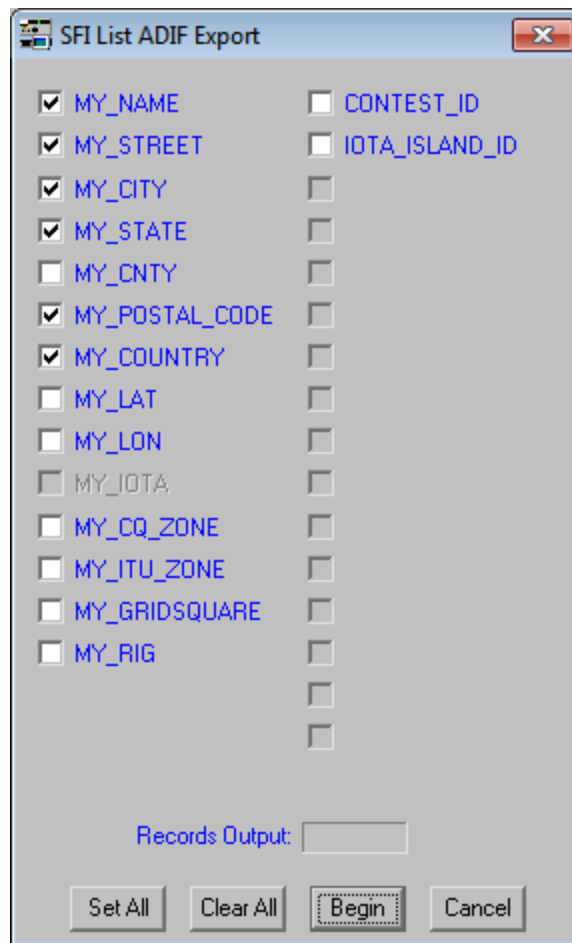 SFI List ADIF Export
MY_NAME
MY_STREET
MY_CITY
MY_STATE
MY_CNTY
MY_POSTAL_CODE
MY_COUNTRY
MY_LAT
MY_LON
MY_IOTA
MY_CQ_ZONE
MY_ITU_ZONE
MY_GRIDSQUARE
MY_RIG
CONTEST_ID
IOTA_ISLAND_ID
Records Output:
Set All Clear All Begin Cancel